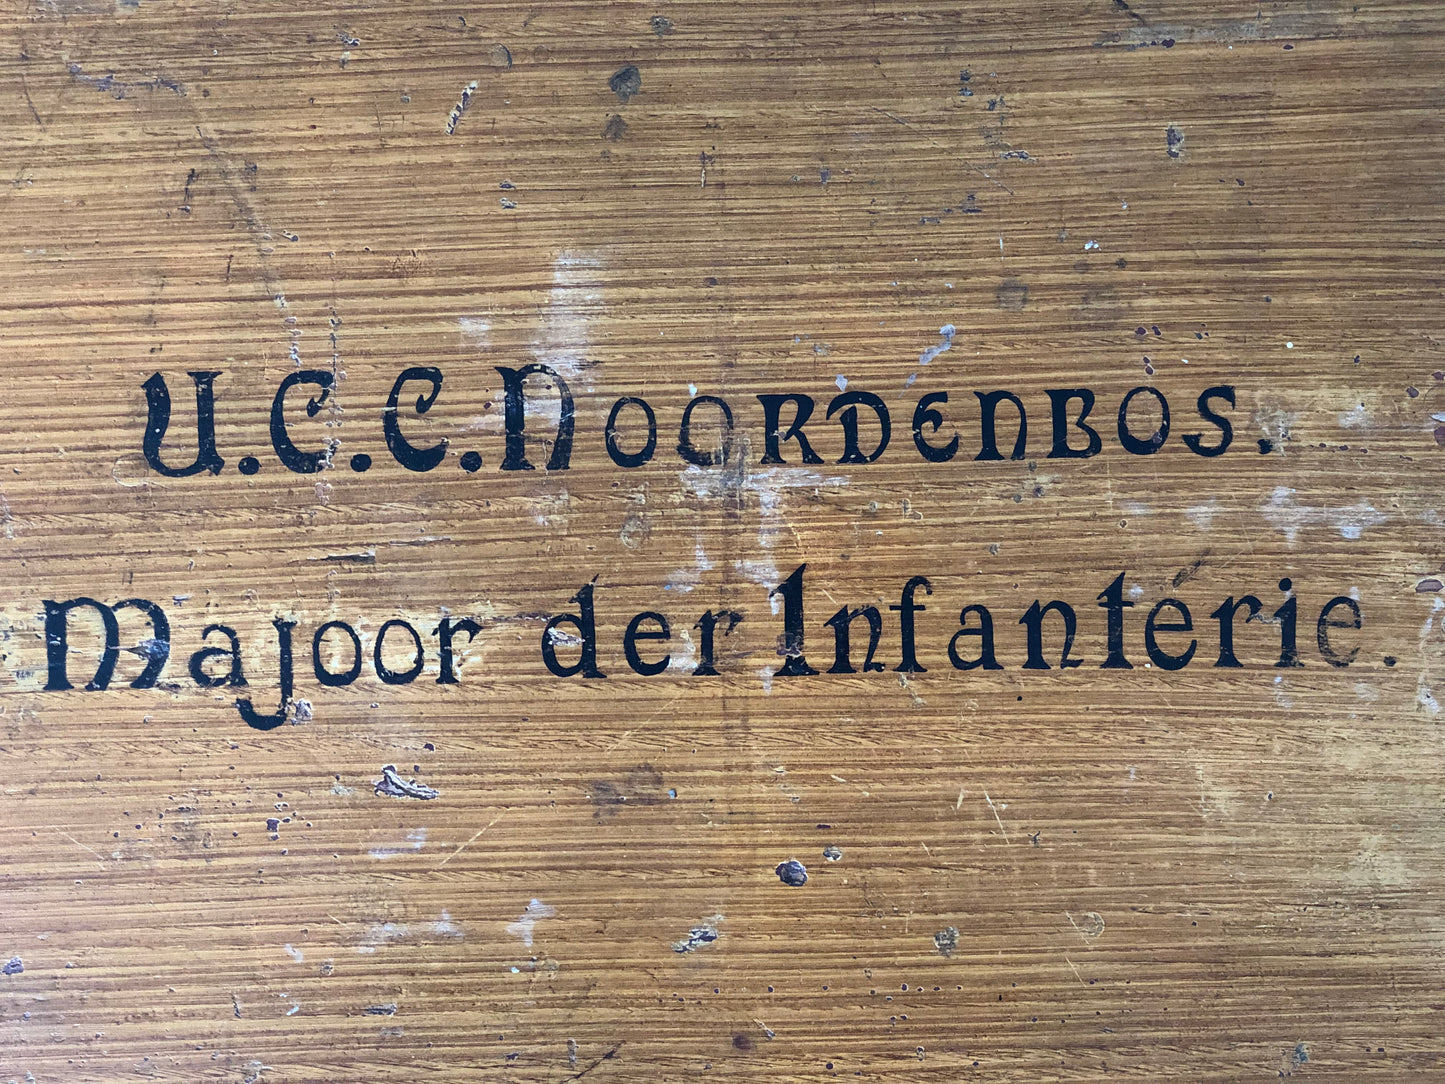 U.C.C. Noordenbos.
Majoor der Infanterie.